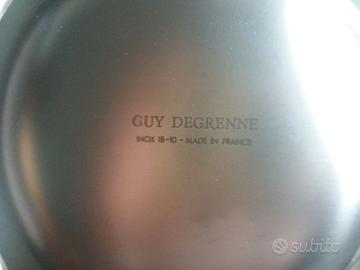 GUY DEGRENNE
INOX 18-10 - MADE IN FRANCE
subito